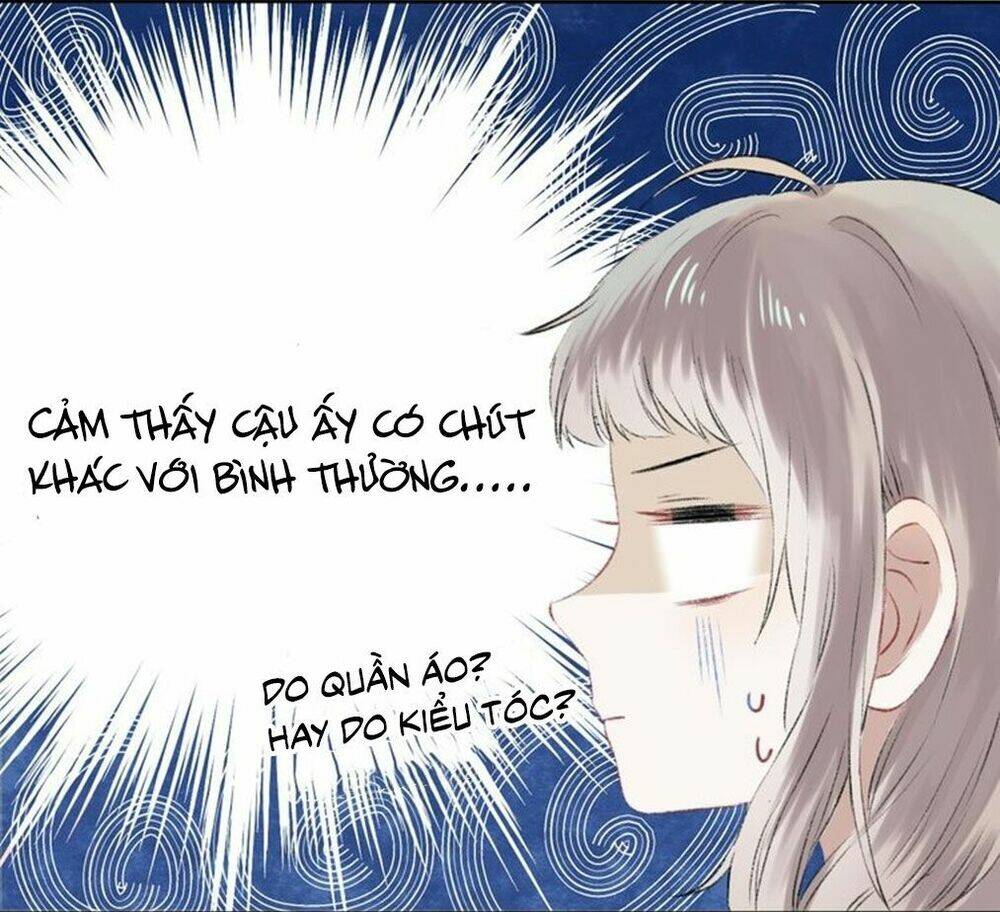 CẢM THẤY CẬU ẤY CÓ CHÚT
KHÁC VỚI BÌNH THƯỜNG.....
DO QUẦN ÁO?
HAY DO KIỂU TÓC?